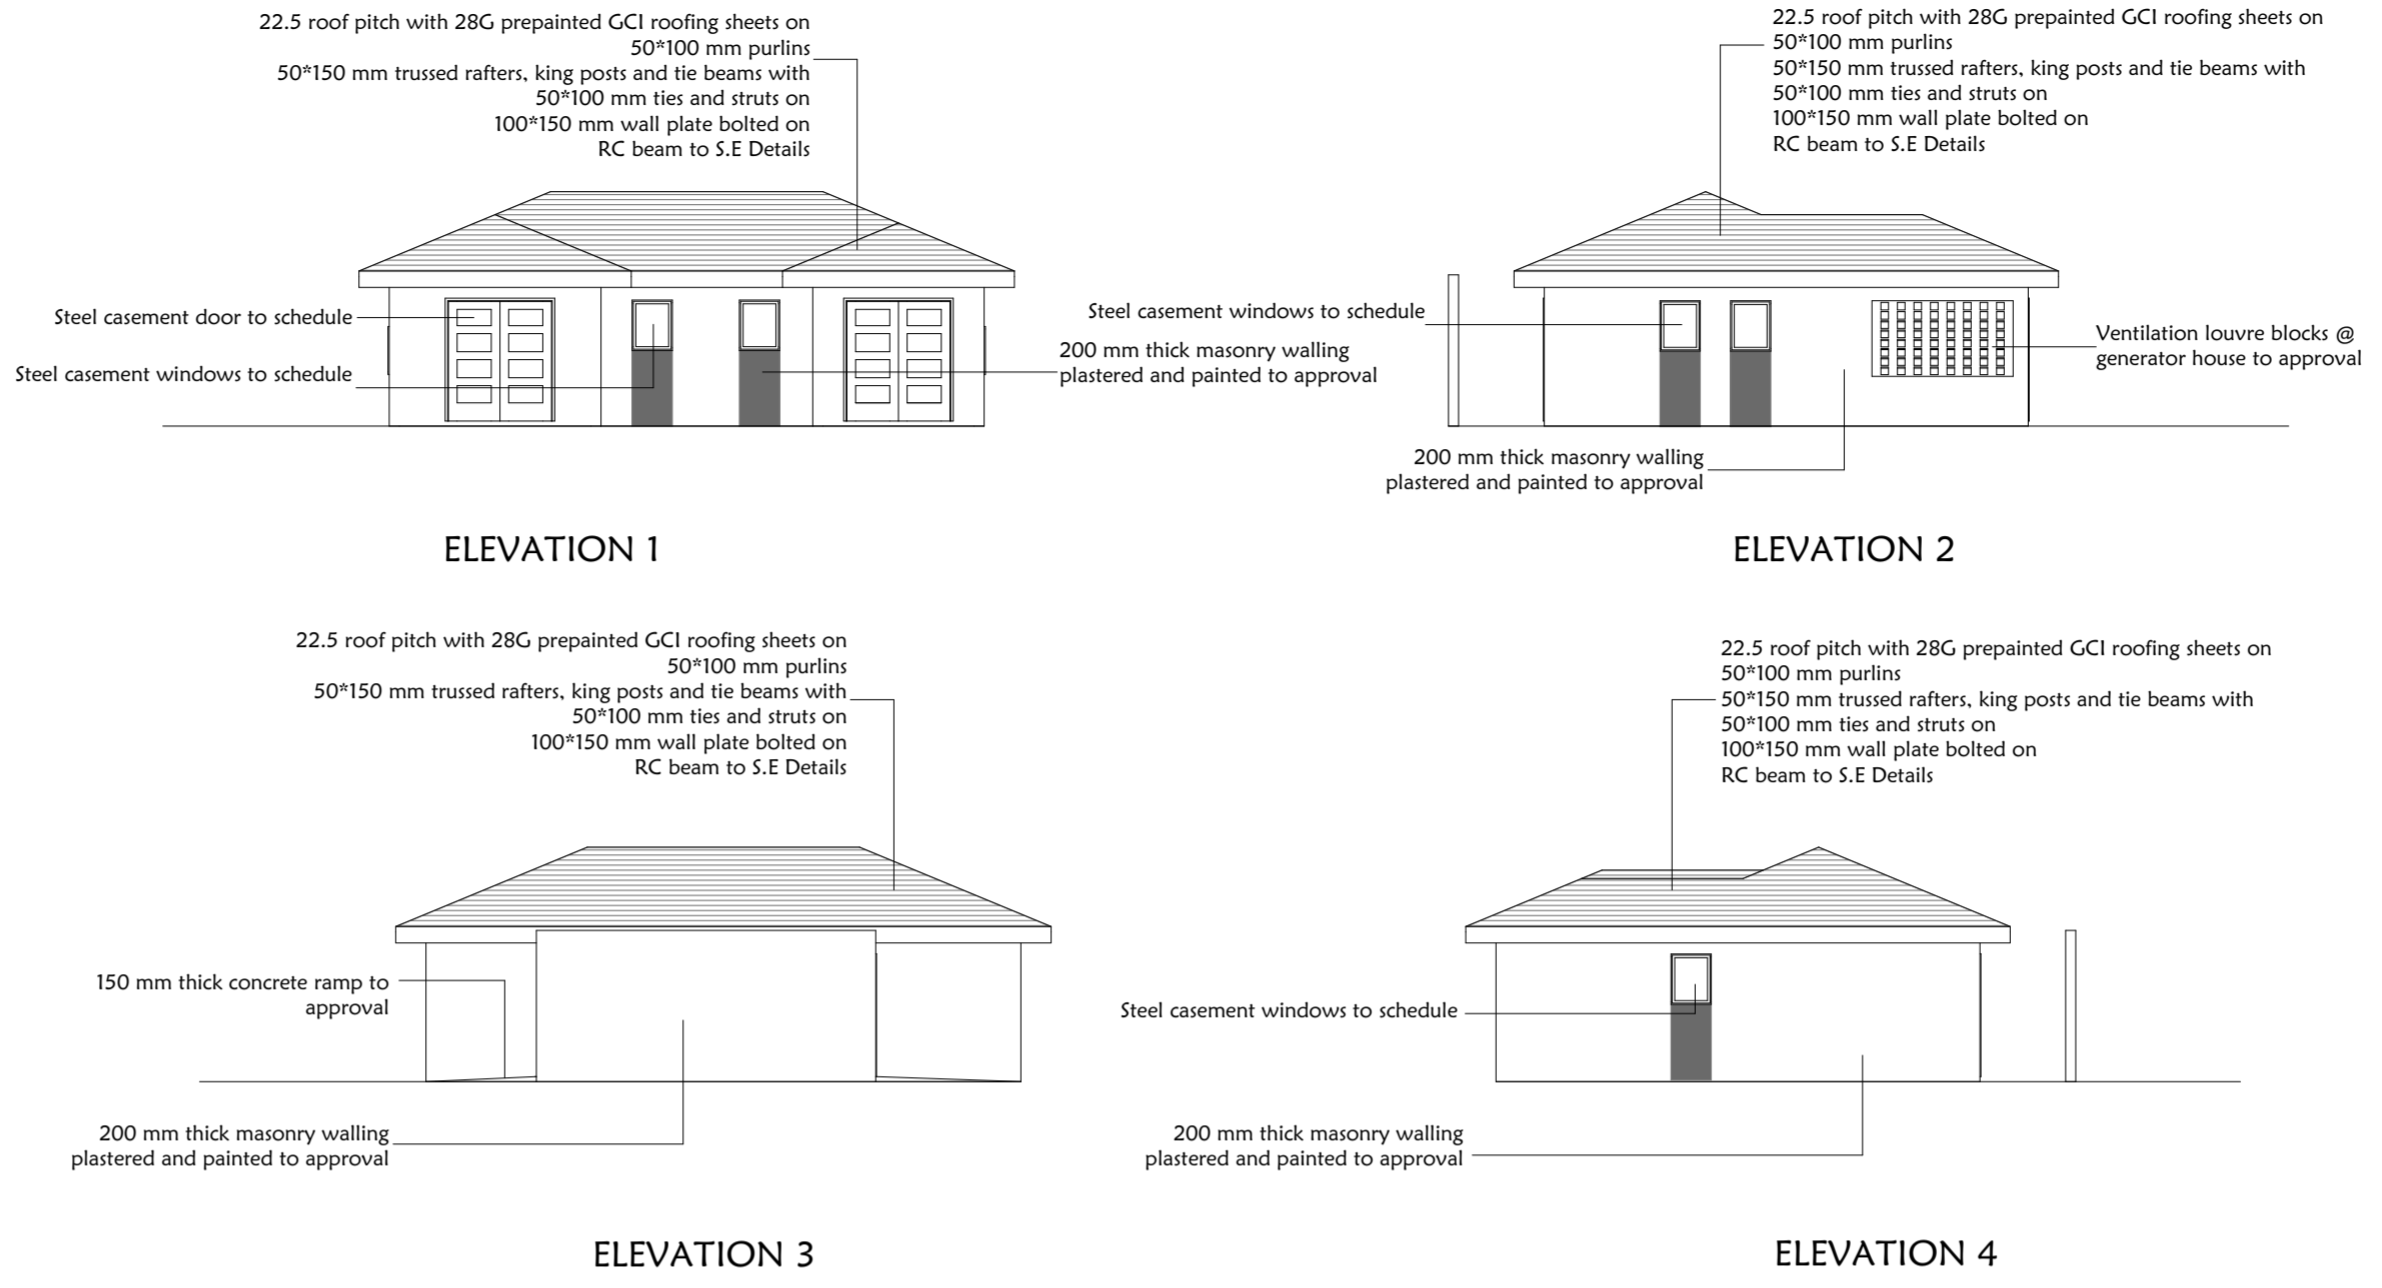 22.5 roof pitch with 28G prepainted GCI roofing sheets on
50*100 mm purlins
50*150 mm trussed rafters, king posts and tie beams with
50*100 mm ties and struts on
100*150 mm wall plate bolted on
RC beam to S.E Details
Steel casement door to schedule
Steel casement windows to schedule
200 mm thick masonry walling
plastered and painted to approval
ELEVATION 1
22.5 roof pitch with 28G prepainted GCI roofing sheets on
50*100 mm purlins
50*150 mm trussed rafters, king posts and tie beams with
50*100 mm ties and struts on
100*150 mm wall plate bolted on
RC beam to S.E Details
Steel casement windows to schedule
Ventilation louvre blocks @
generator house to approval
200 mm thick masonry walling
plastered and painted to approval
ELEVATION 2
22.5 roof pitch with 28G prepainted GCI roofing sheets on
50*100 mm purlins
50*150 mm trussed rafters, king posts and tie beams with
50*100 mm ties and struts on
100*150 mm wall plate bolted on
RC beam to S.E Details
150 mm thick concrete ramp to
approval
200 mm thick masonry walling
plastered and painted to approval
ELEVATION 3
22.5 roof pitch with 28G prepainted GCI roofing sheets on
50*100 mm purlins
50*150 mm trussed rafters, king posts and tie beams with
50*100 mm ties and struts on
100*150 mm wall plate bolted on
RC beam to S.E Details
Steel casement windows to schedule
200 mm thick masonry walling
plastered and painted to approval
ELEVATION 4